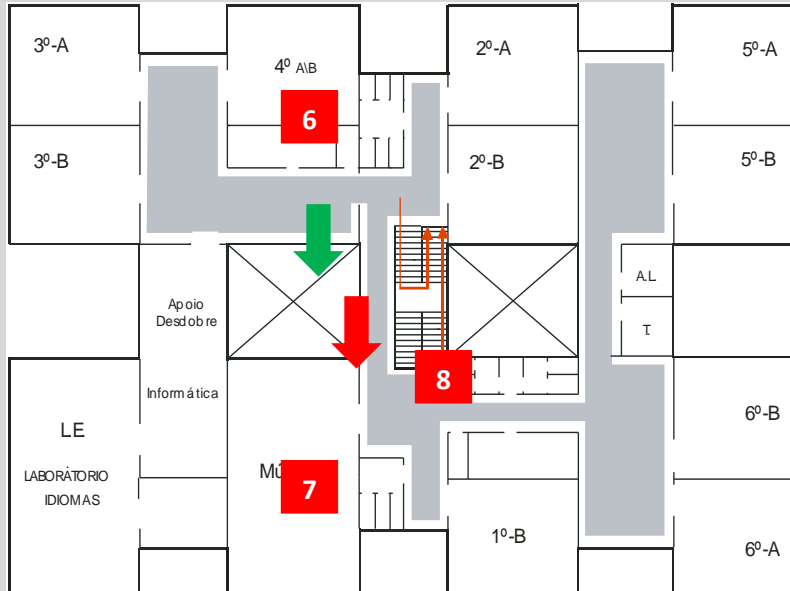 3º-A
4º A\B
2º-A
5º-A
6
3º-B
2º-B
5º-B
A.L
Apoio
Desdobre
T.
8
Informática
6º-B
LE
LABORÁTORIO
IDIOMAS
Mú
7
1º-B
6º-A